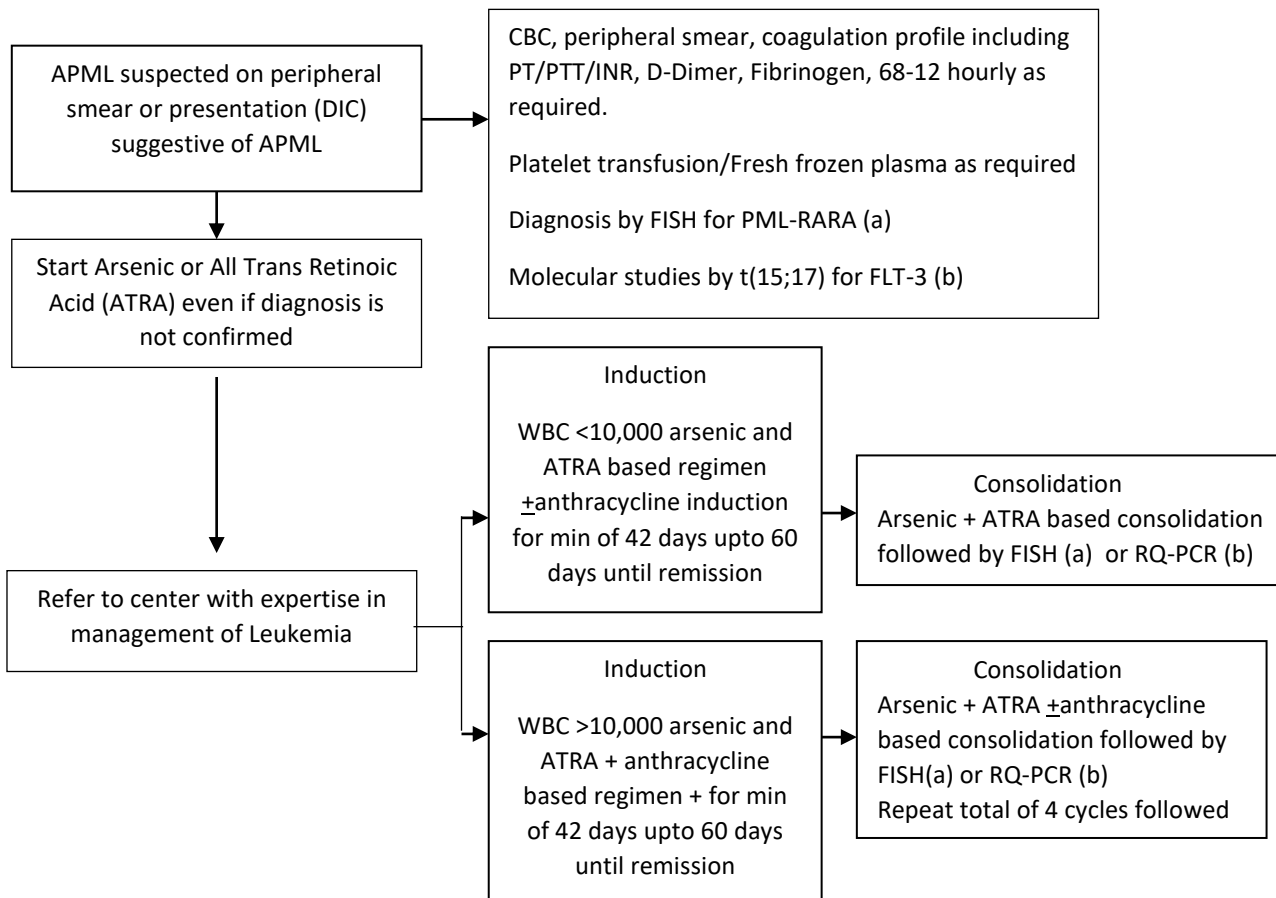 APML suspected on peripheral
smear or presentation (DIC)
suggestive of APML
CBC, peripheral smear, coagulation profile including
PT/PTT/INR, D-Dimer, Fibrinogen, 68-12 hourly as
required.
Platelet transfusion/Fresh frozen plasma as required
Diagnosis by FISH for PML-RARA (a)
Molecular studies by t(15;17) for FLT-3 (b)
Start Arsenic or All Trans Retinoic
Acid (ATRA) even if diagnosis is
not confirmed
Refer to center with expertise in
management of Leukemia
Induction
WBC <10,000 arsenic and
ATRA based regimen
±anthracycline induction
for min of 42 days upto 60
days until remission
Consolidation
Arsenic + ATRA based consolidation
followed by FISH (a) or RQ-PCR (b)
Induction
WBC >10,000 arsenic and
ATRA + anthracycline
based regimen + for min
of 42 days upto 60 days
until remission
Consolidation
Arsenic + ATRA ±anthracycline
based consolidation followed by
FISH(a) or RQ-PCR (b)
Repeat total of 4 cycles followed